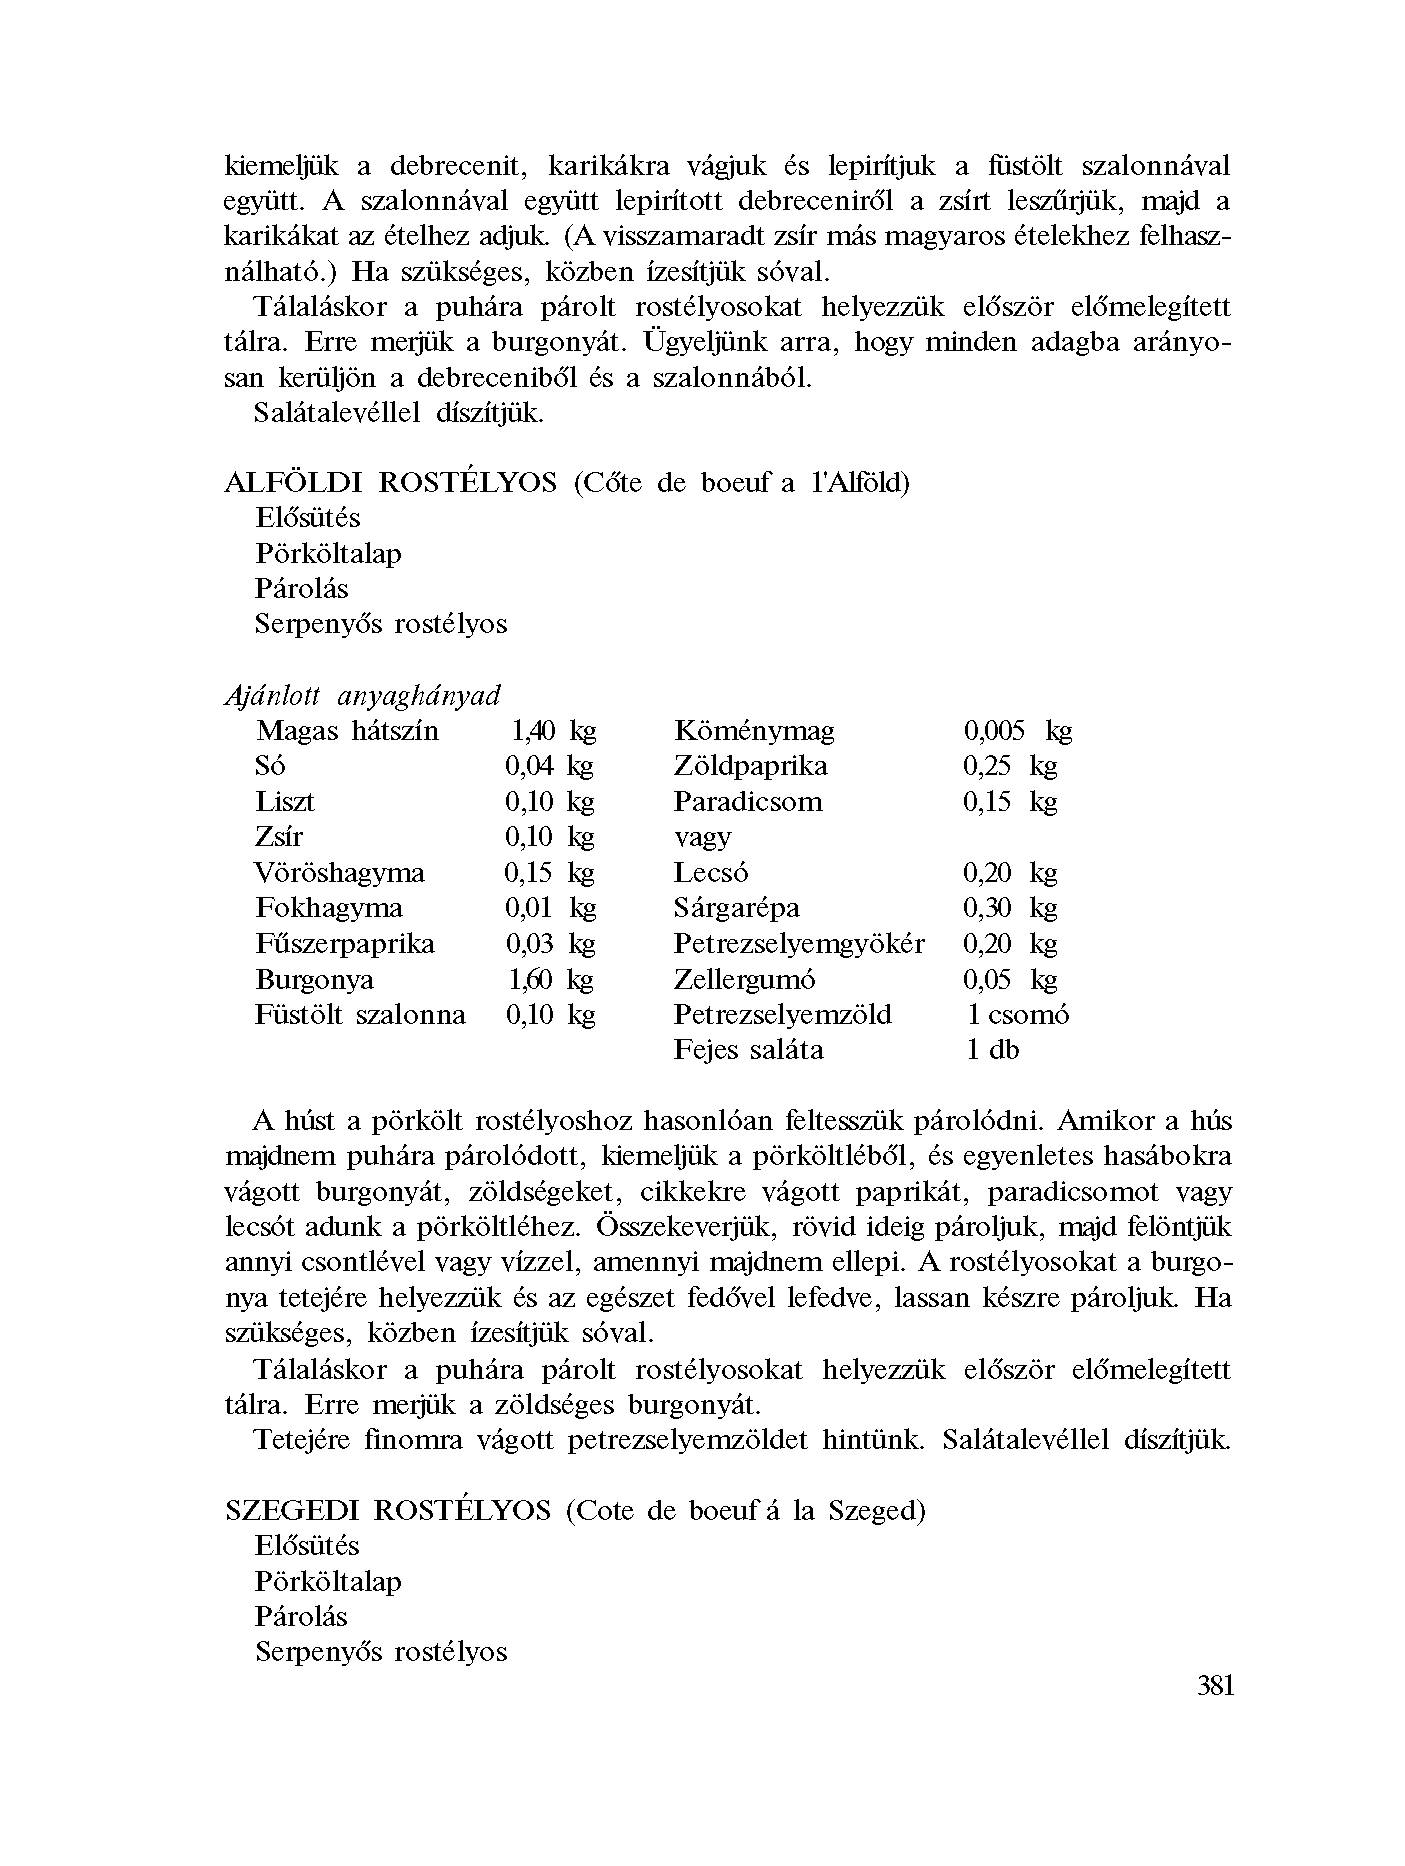 kiemeljük a debrecenit, karikákra vágjuk és lepirítjuk a füstölt szalonnával
együtt. A szalonnával együtt lepirított debreceniről a zsírt leszűrjük, majd a
karikákat az ételhez adjuk. (A visszamaradt zsír más magyaros ételekhez felhasz-
nálható.) Ha szükséges, közben ízesítjük sóval.
Tálaláskor a puhára párolt rostélyosokat helyezzük először előmelegített
tálra. Erre merjük a burgonyát. Ügyeljünk arra, hogy minden adagba arányo-
san kerüljön a debreceniből és a szalonnából.
Salátalevéllel díszítjük.
ALFÖLDI ROSTÉLYOS (Cőte de boeuf a l'Alföld)
Elősütés
Pörköltalap
Párolás
Serpenyős rostélyos
Ajánlott anyaghányad
Magas hátszín 1,40 kg Köménymag 0,005 kg
Só 0,04 kg Zöldpaprika 0,25 kg
Liszt 0,10 kg Paradicsom 0,15 kg
Zsír 0,10 kg vagy
Vöröshagyma 0,15 kg Lecsó 0,20 kg
Fokhagyma 0,01 kg Sárgarépa 0,30 kg
Fűszerpaprika 0,03 kg Petrezselyemgyökér 0,20 kg
Burgonya 1,60 kg Zellergumó 0,05 kg
Füstölt szalonna 0,10 kg Petrezselyemzöld 1 csomó
Fejes saláta 1 db
A húst a pörkölt rostélyoshoz hasonlóan feltesszük párolódni. Amikor a hús
majdnem puhára párolódott, kiemeljük a pörköltléből, és egyenletes hasábokra
vágott burgonyát, zöldségeket, cikkekre vágott paprikát, paradicsomot vagy
lecsót adunk a pörköltléhez. Összekeverjük, rövid ideig pároljuk, majd felöntjük
annyi csontlével vagy vízzel, amennyi majdnem ellepi. A rostélyosokat a burgo-
nya tetejére helyezzük és az egészet fedővel lefedve, lassan készre pároljuk. Ha
szükséges, közben ízesítjük sóval.
Tálaláskor a puhára párolt rostélyosokat helyezzük először előmelegített
tálra. Erre merjük a zöldséges burgonyát.
Tetejére finomra vágott petrezselyemzöldet hintünk. Salátalevéllel díszítjük.
SZEGEDI ROSTÉLYOS (Cote de boeuf á la Szeged)
Elősütés
Pörköltalap
Párolás
Serpenyős rostélyos
381